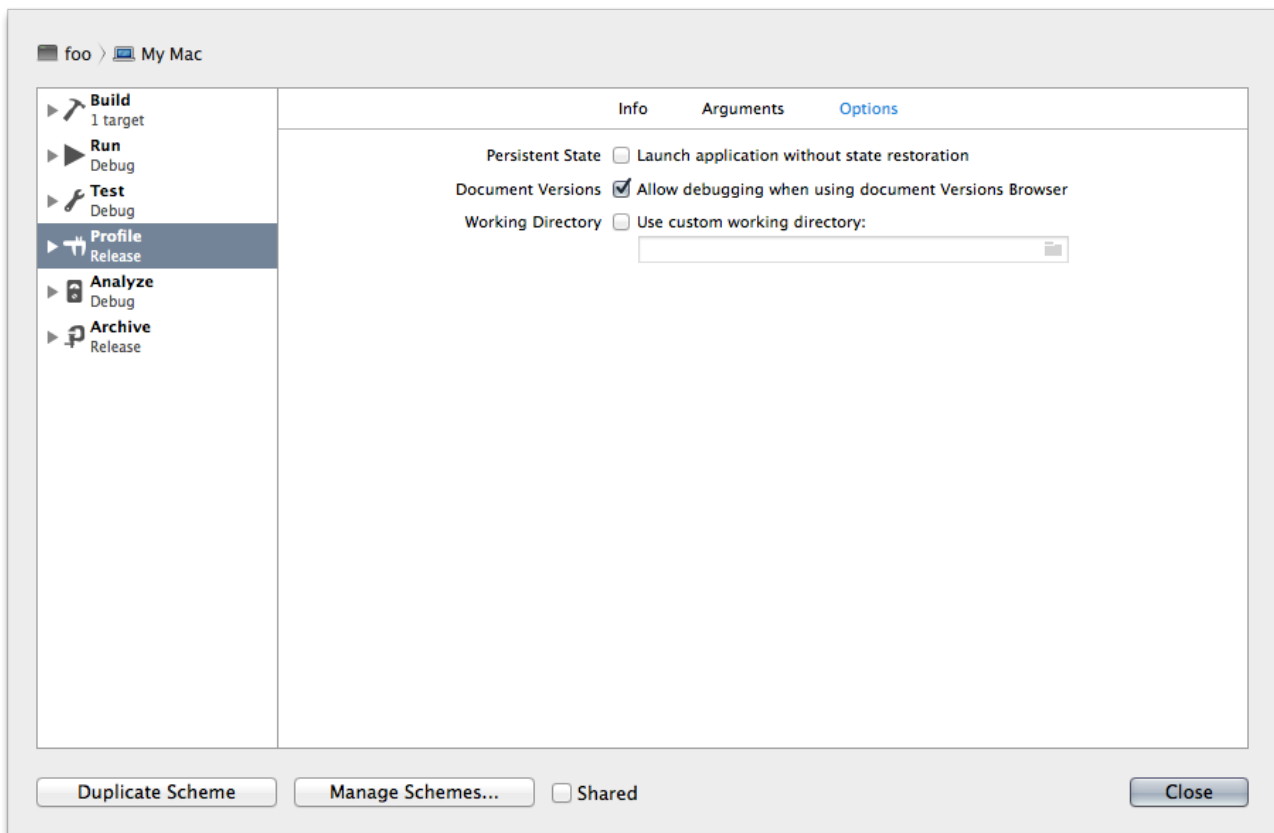 foo 〉 My Mac
Build
1 target
Run
Debug
Test
Debug
Profile
Release
Analyze
Debug
Archive
Release
Info Arguments Options
Persistent State Launch application without state restoration
Document Versions Allow debugging when using document Versions Browser
Working Directory Use custom working directory:
Duplicate Scheme Manage Schemes... Shared Close